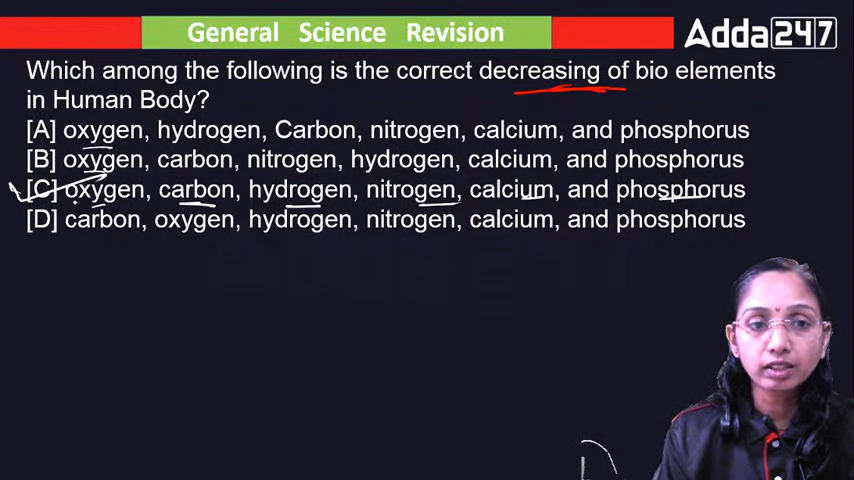 General Science Revision
Adda247
Which among the following is the correct decreasing of bio elements
in Human Body?
[A] oxygen, hydrogen, Carbon, nitrogen, calcium, and phosphorus
[B] oxygen, carbon, nitrogen, hydrogen, calcium, and phosphorus
[C] oxygen, carbon, hydrogen, nitrogen, calcium, and phosphorus
[D] carbon, oxygen, hydrogen, nitrogen, calcium, and phosphorus